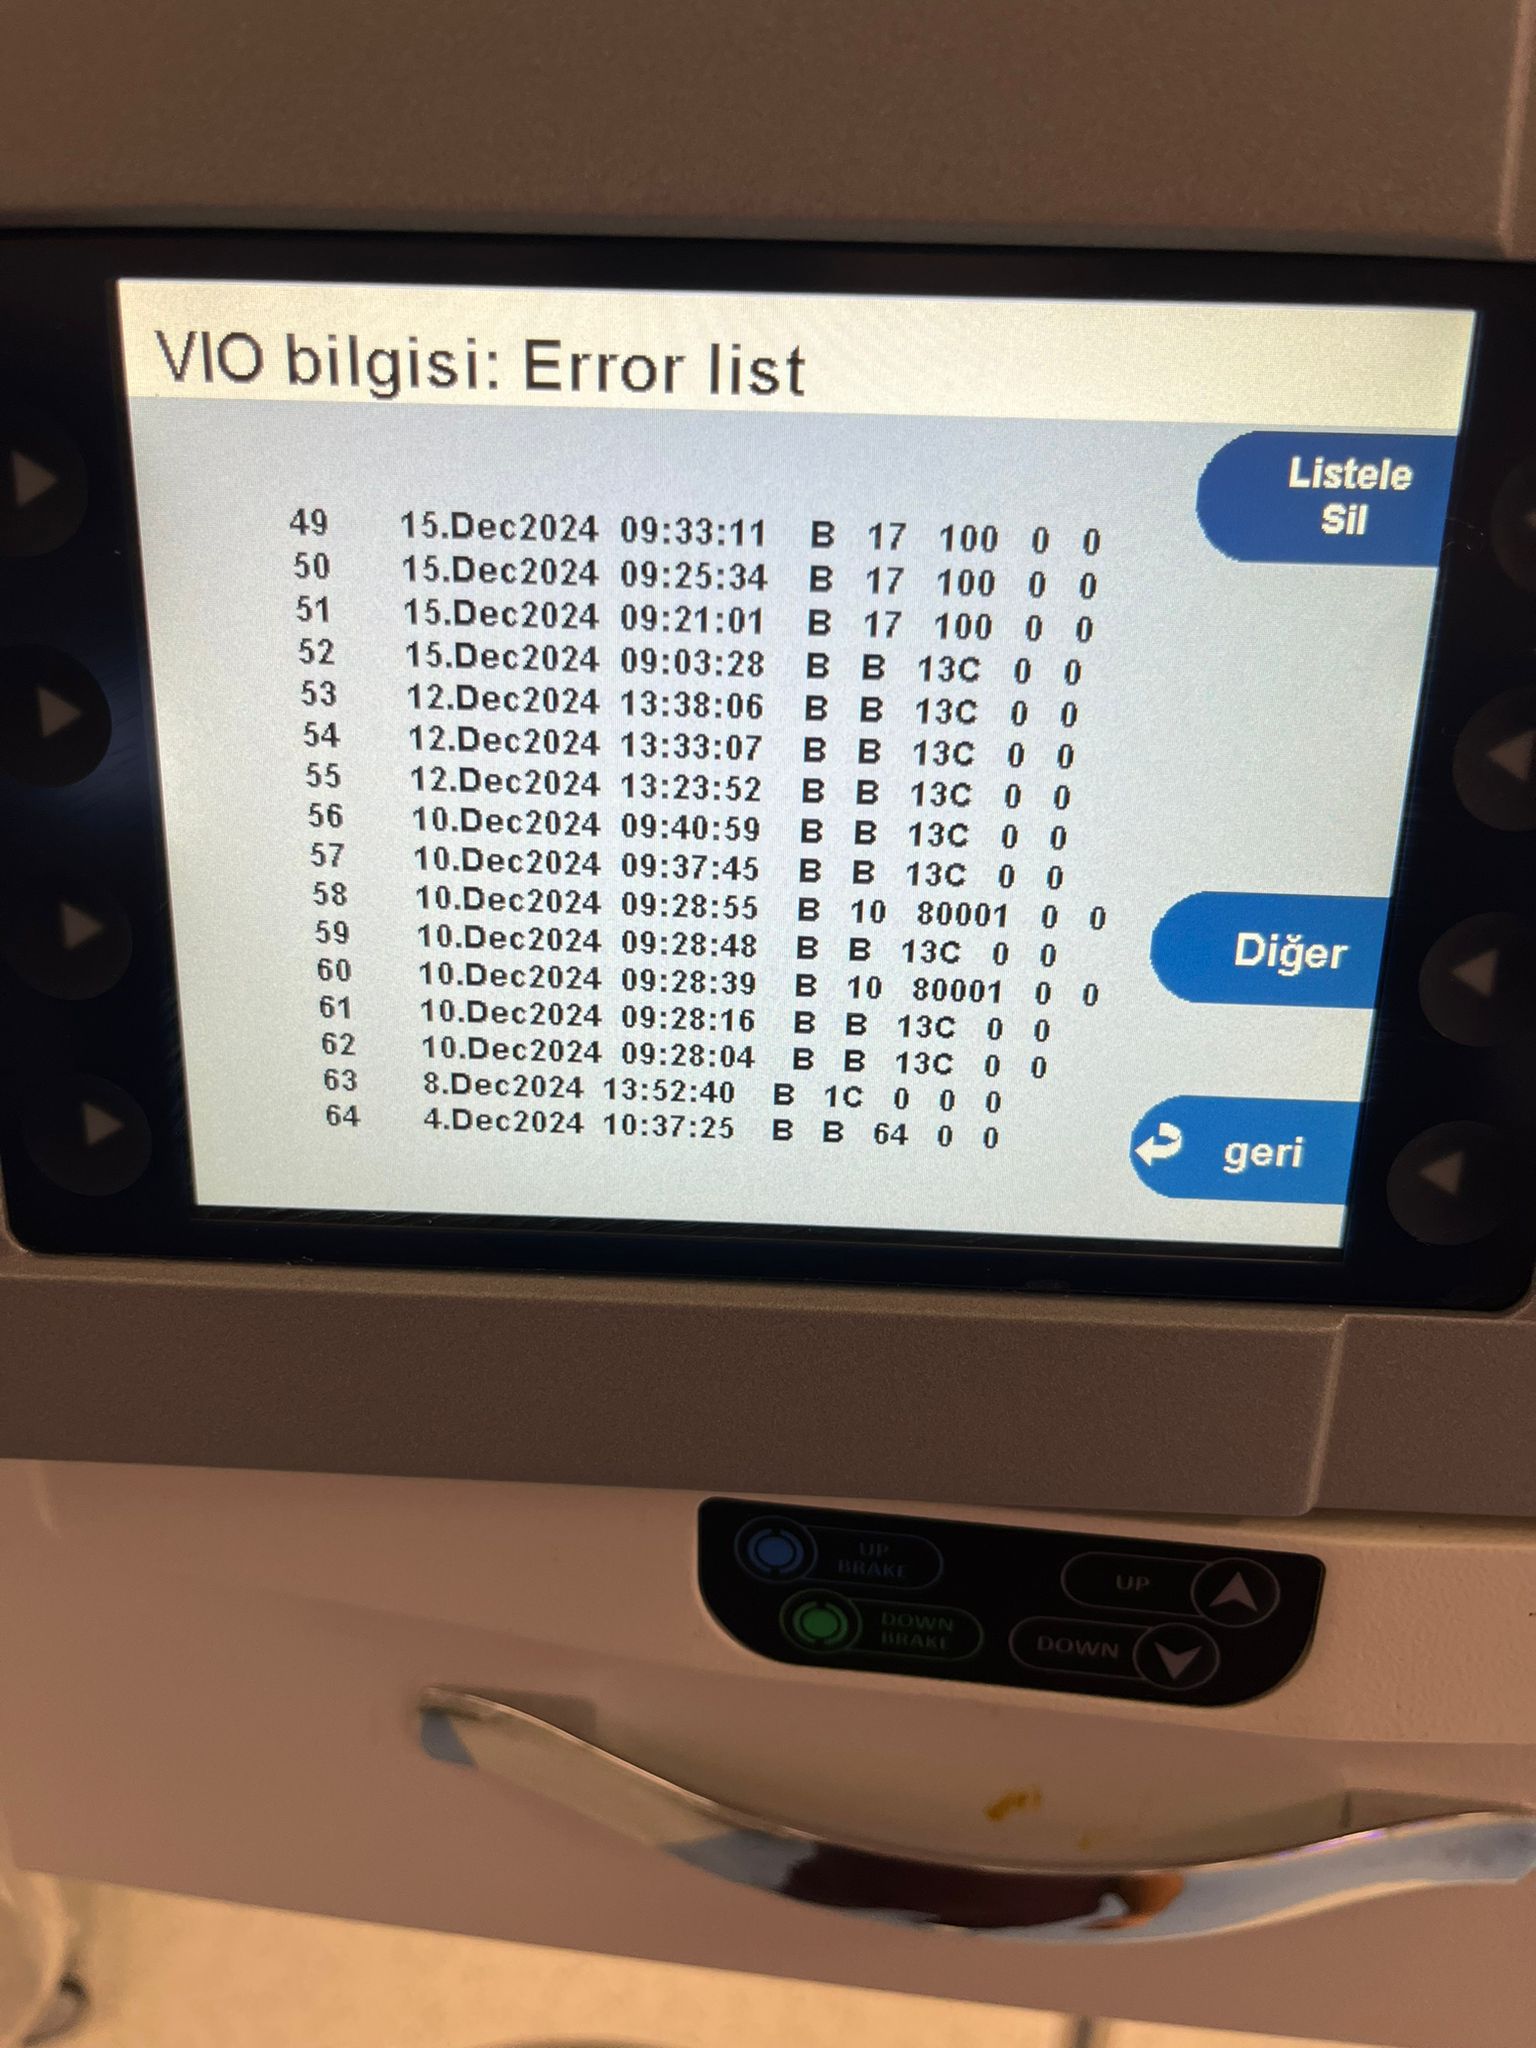 VIO bilgisi: Error list
Listele
Sil
49 15.Dec2024 09:33:11 B 17 100 0 0
50 15.Dec2024 09:25:34 B 17 100 0 0
51 15.Dec2024 09:21:01 B 17 100 0 0
52 15.Dec2024 09:03:28 B B 13C 0 0
53 12.Dec2024 13:38:06 B B 13C 0 0
54 12.Dec2024 13:33:07 B B 13C 0 0
55 12.Dec2024 13:23:52 B B 13C 0 0
56 10.Dec2024 09:40:59 B B 13C 0 0
57 10.Dec2024 09:37:45 B B 13C 0 0
58 10.Dec2024 09:28:55 B 10 80001 0 0
59 10.Dec2024 09:28:48 B B 13C 0 0
60 10.Dec2024 09:28:39 B 10 80001 0 0
61 10.Dec2024 09:28:16 B B 13C 0 0
62 10.Dec2024 09:28:04 B B 13C 0 0
63 8.Dec2024 13:52:40 B 1C 0 0 0
64 4.Dec2024 10:37:25 B B 64 0 0
Diğer
geri
UP
BRAKE
UP
DOWN
BRAKE
DOWN